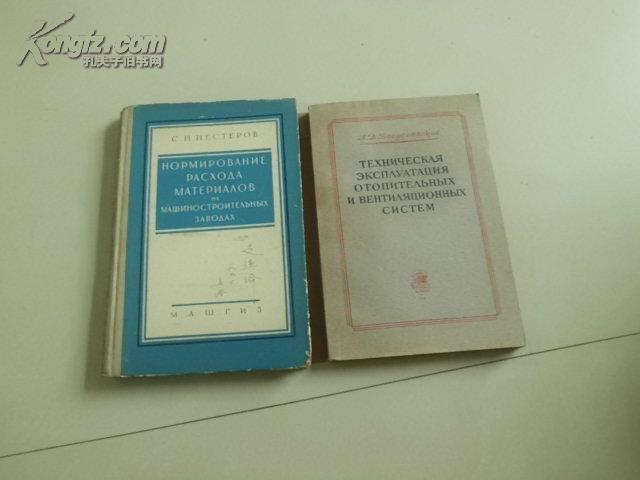 Kongfz.com
孔夫子旧书网
С. Н. НЕСТЕРОВ
НОРМИРОВАНИЕ
РАСХОДА
МАТЕРИАЛОВ
НА
МАШИНОСТРОИТЕЛЬНЫХ
ЗАВОДАХ
МАШГИЗ
ТЕХНИЧЕСКАЯ
ЭКСПЛУАТАЦИЯ
ОТОПИТЕЛЬНЫХ
И ВЕНТИЛЯЦИОННЫХ
СИСТЕМ